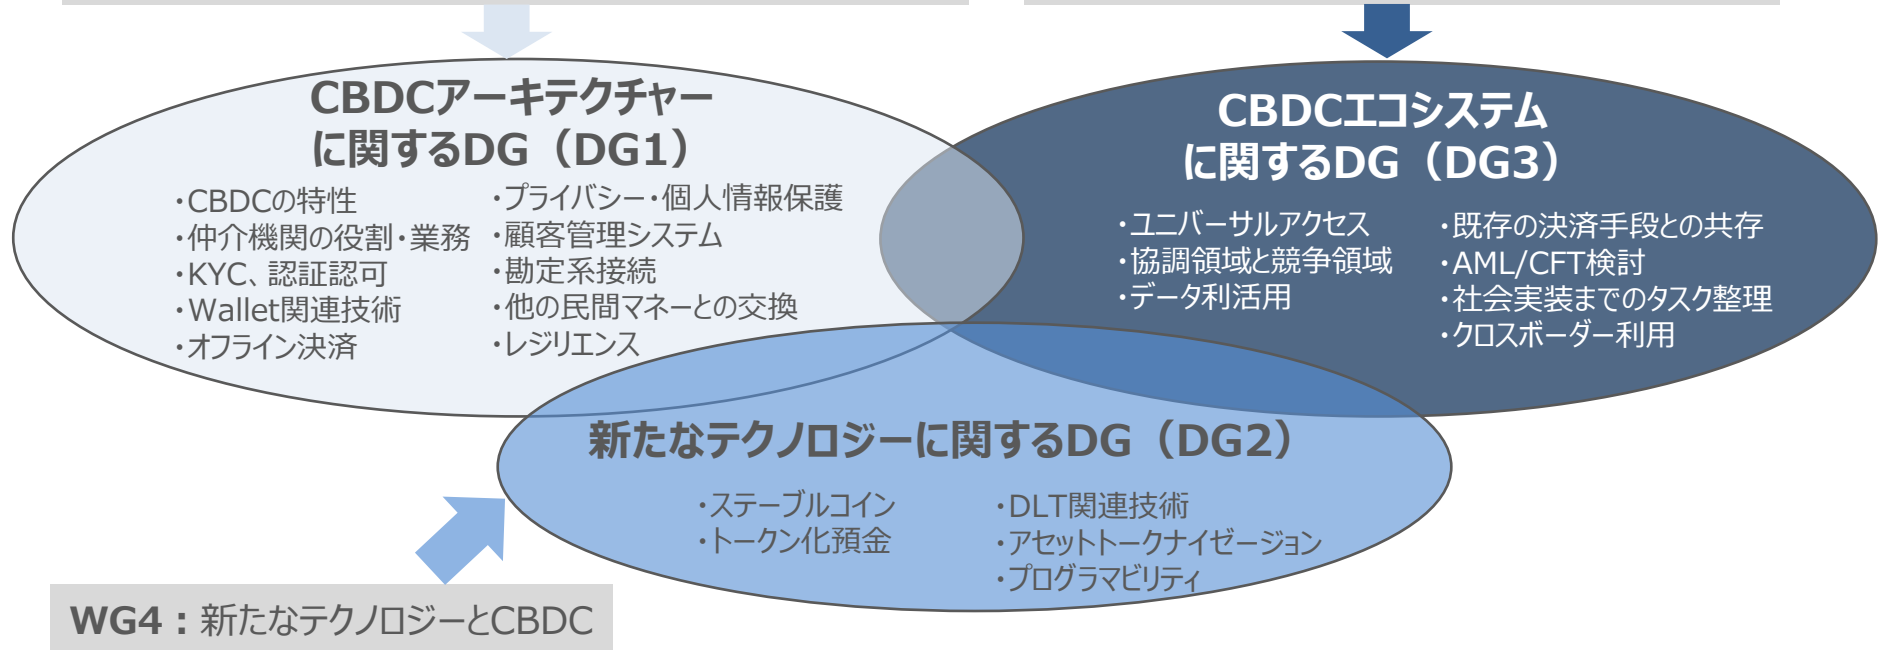 CBDCアーキテクチャー
に関するDG（DG1）
・CBDCの特性
・仲介機関の役割・業務
・KYC、認証認可
・Wallet関連技術
・オフライン決済
・プライバシー・個人情報保護
・顧客管理システム
・勘定系接続
・他の民間マネーとの交換
・レジリエンス
CBDCエコシステム
に関するDG（DG3）
・ユニバーサルアクセス
・協調領域と競争領域
・データ利活用
・既存の決済手段との共存
・AML/CFT検討
・社会実装までのタスク整理
・クロスボーダー利用
新たなテクノロジーに関するDG（DG2）
・ステーブルコイン
・トークン化預金
・DLT関連技術
・アセットトークナイゼージョン
・プログラマビリティ
WG4：新たなテクノロジーとCBDC